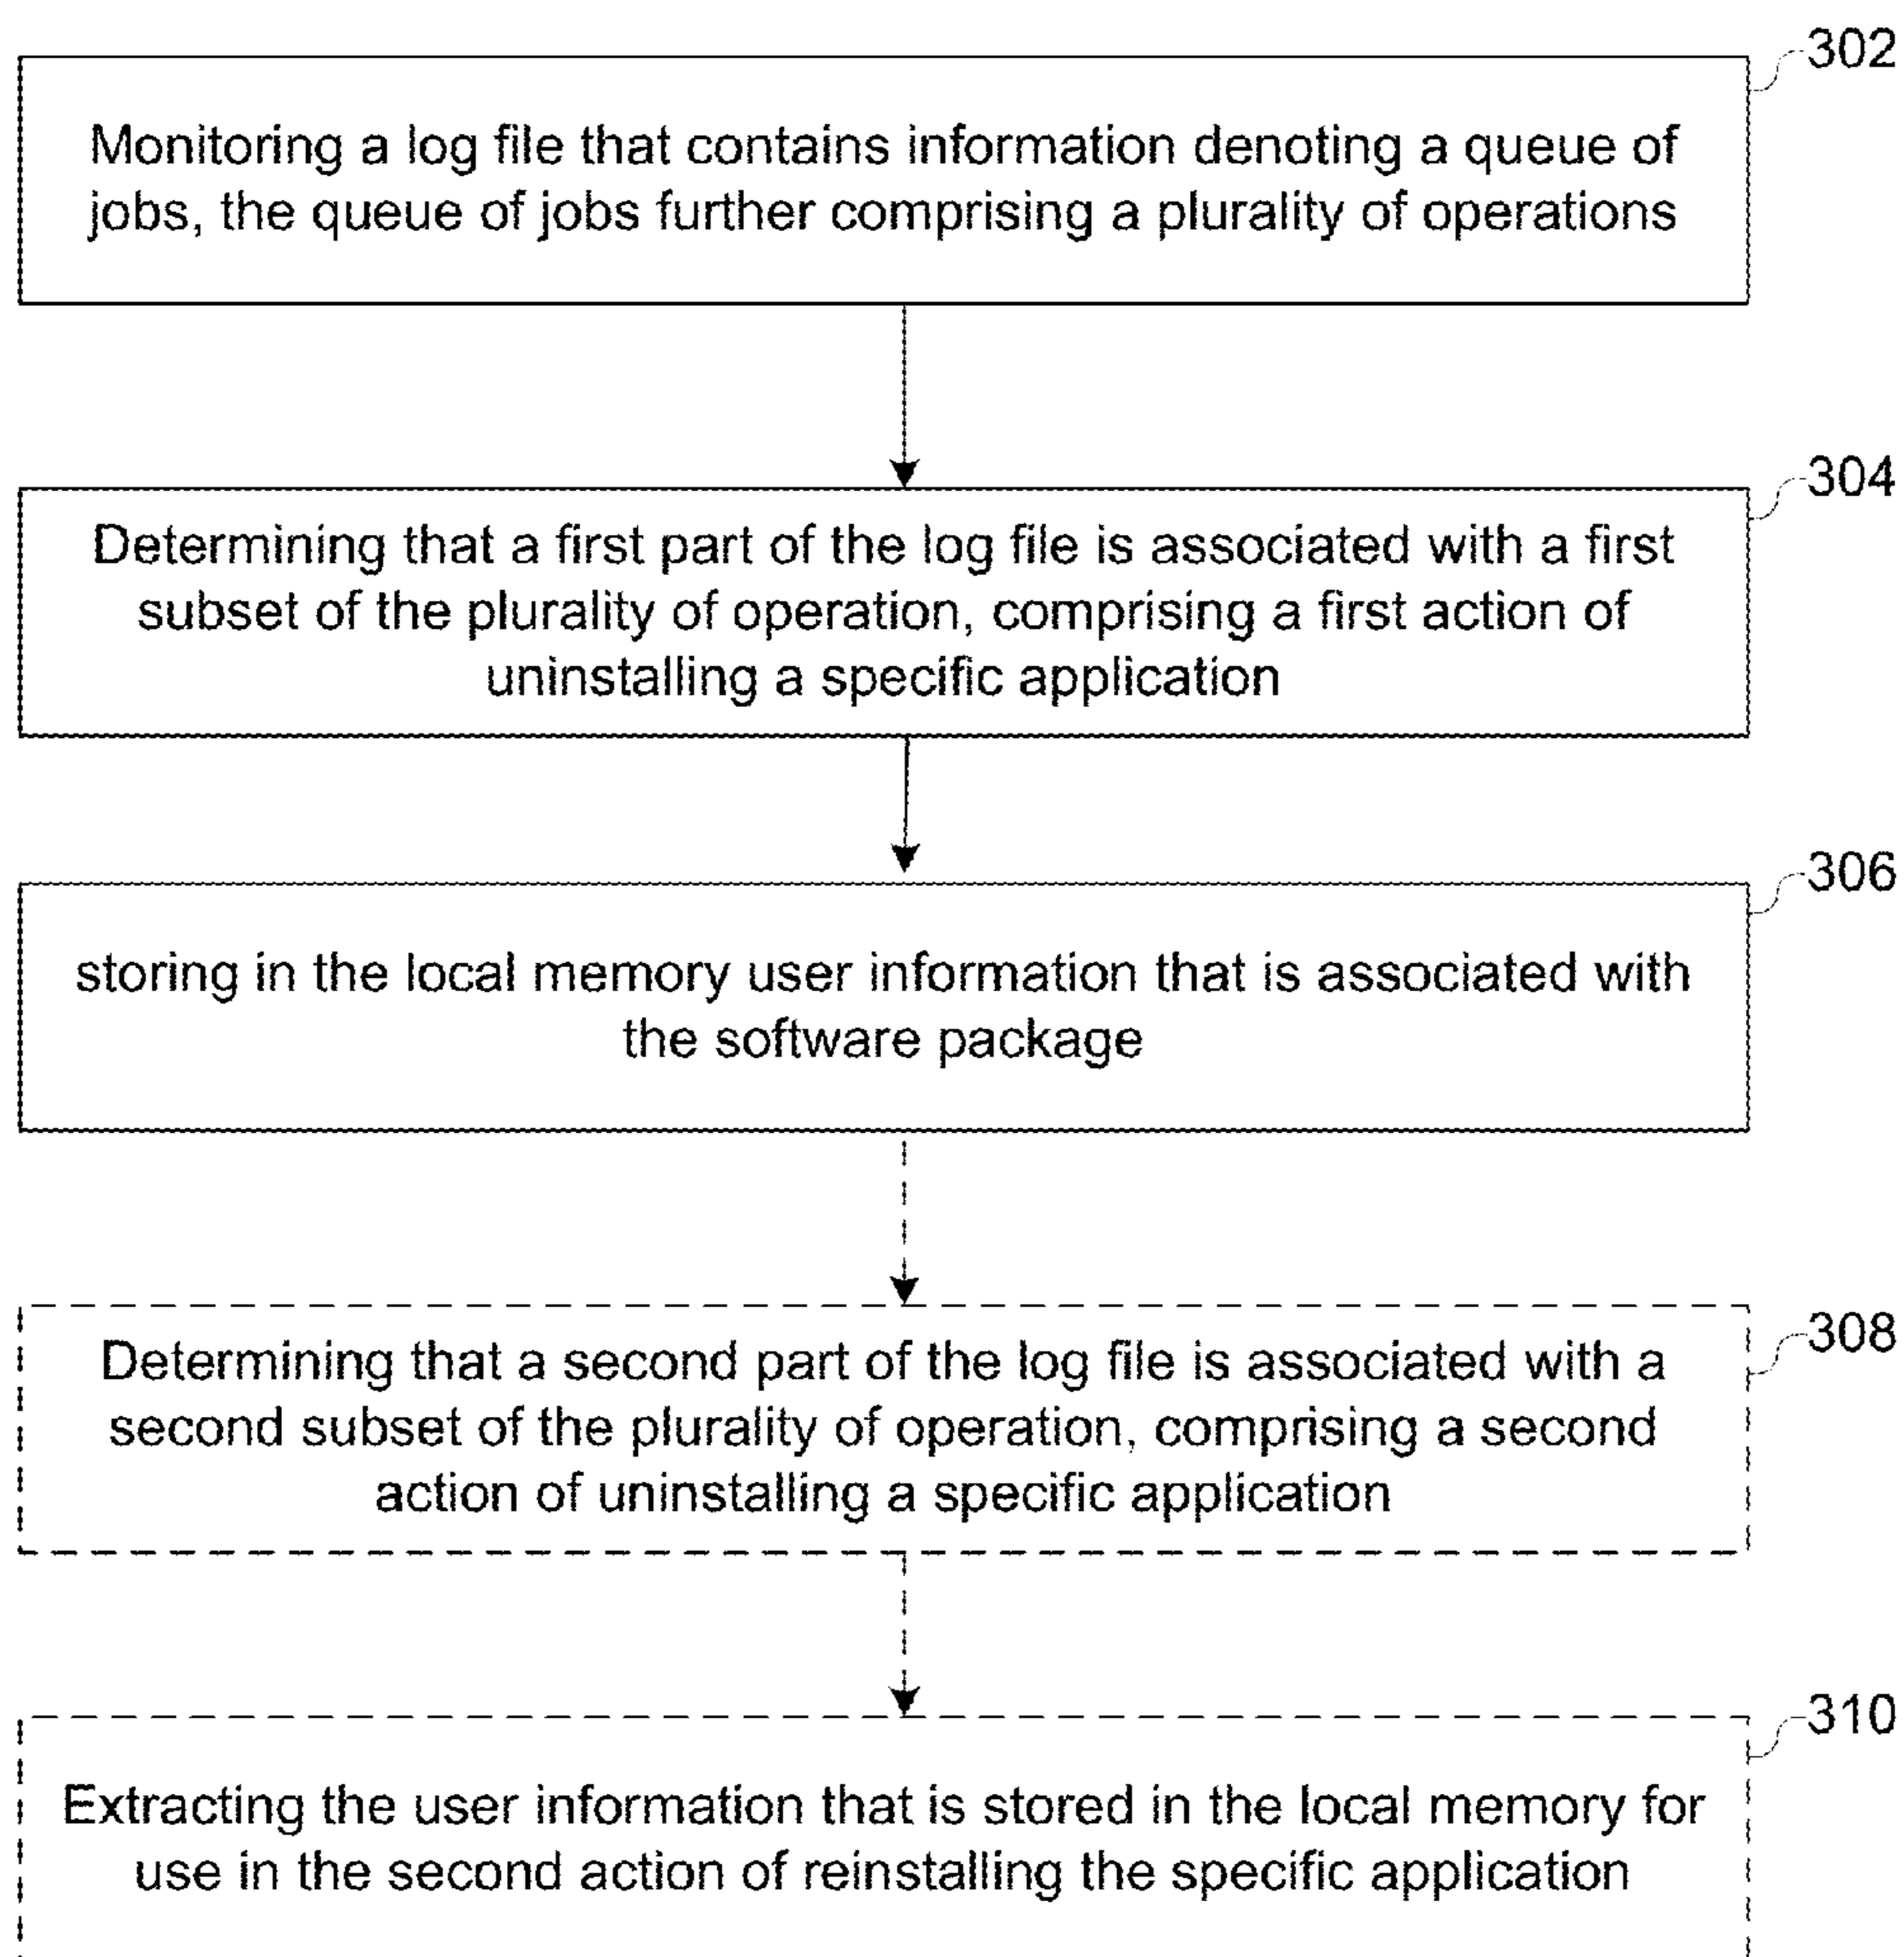 302
Monitoring a log file that contains information denoting a queue of
jobs, the queue of jobs further comprising a plurality of operations
304
Determining that a first part of the log file is associated with a first
subset of the plurality of operation, comprising a first action of
uninstalling a specific application
306
storing in the local memory user information that is associated with
the software package
308
Determining that a second part of the log file is associated with a
second subset of the plurality of operation, comprising a second
action of uninstalling a specific application
310
Extracting the user information that is stored in the local memory for
use in the second action of reinstalling the specific application